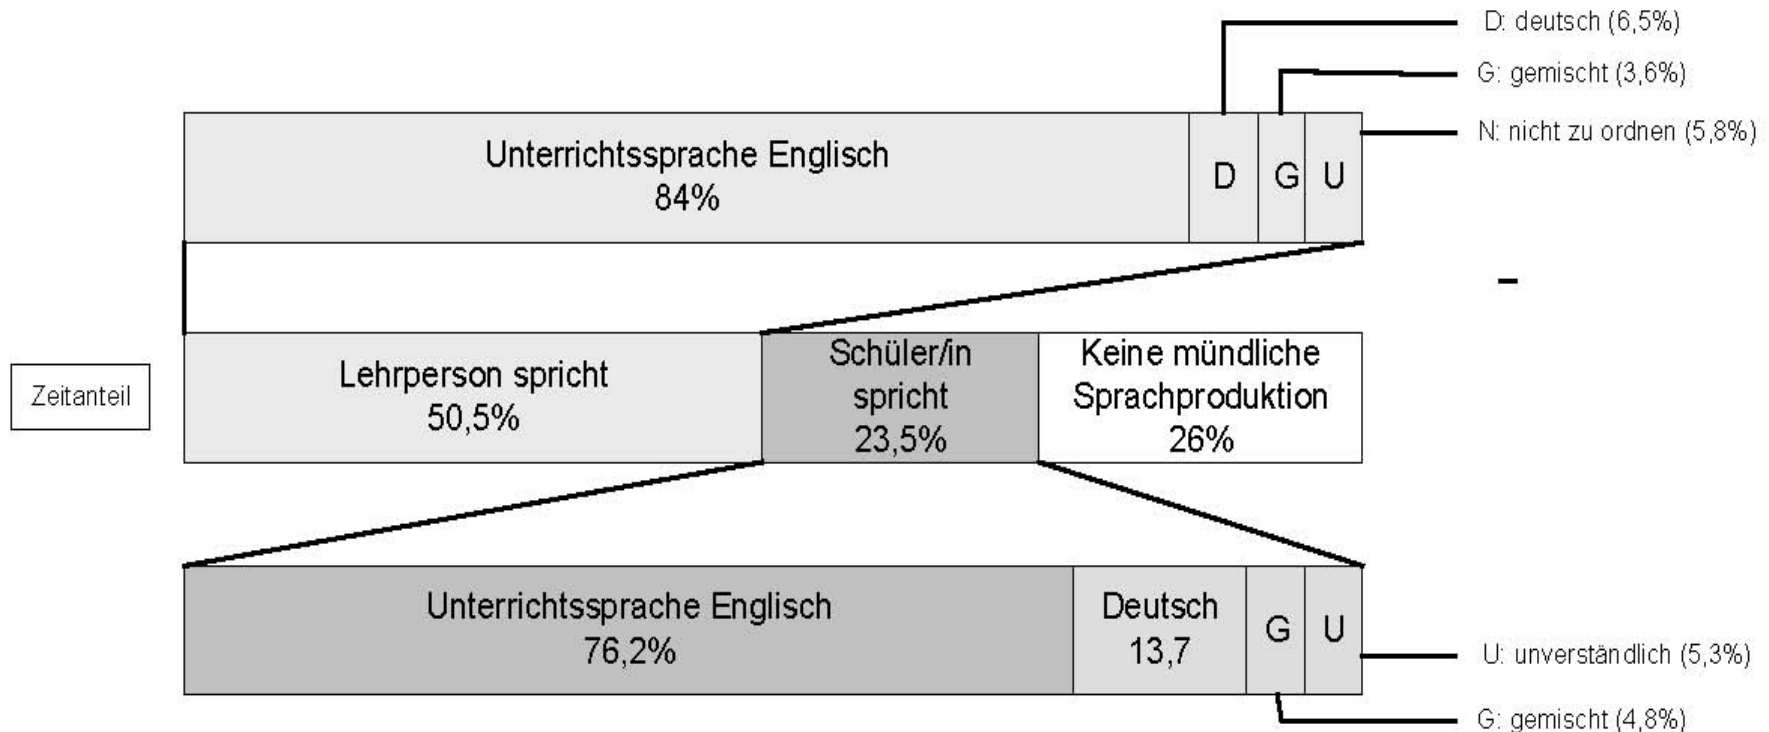 D: deutsch (6,5%)
G: gemischt (3,6%)
N: nicht zu ordnen (5,8%)
Unterrichtssprache Englisch
84%
D
G
U
Zeitanteil
Lehrperson spricht
50,5%
Schüler/in
spricht
23,5%
Keine mündliche
Sprachproduktion
26%
Unterrichtssprache Englisch
76,2%
Deutsch
13,7
G
U
U: unverständlich (5,3%)
G: gemischt (4,8%)